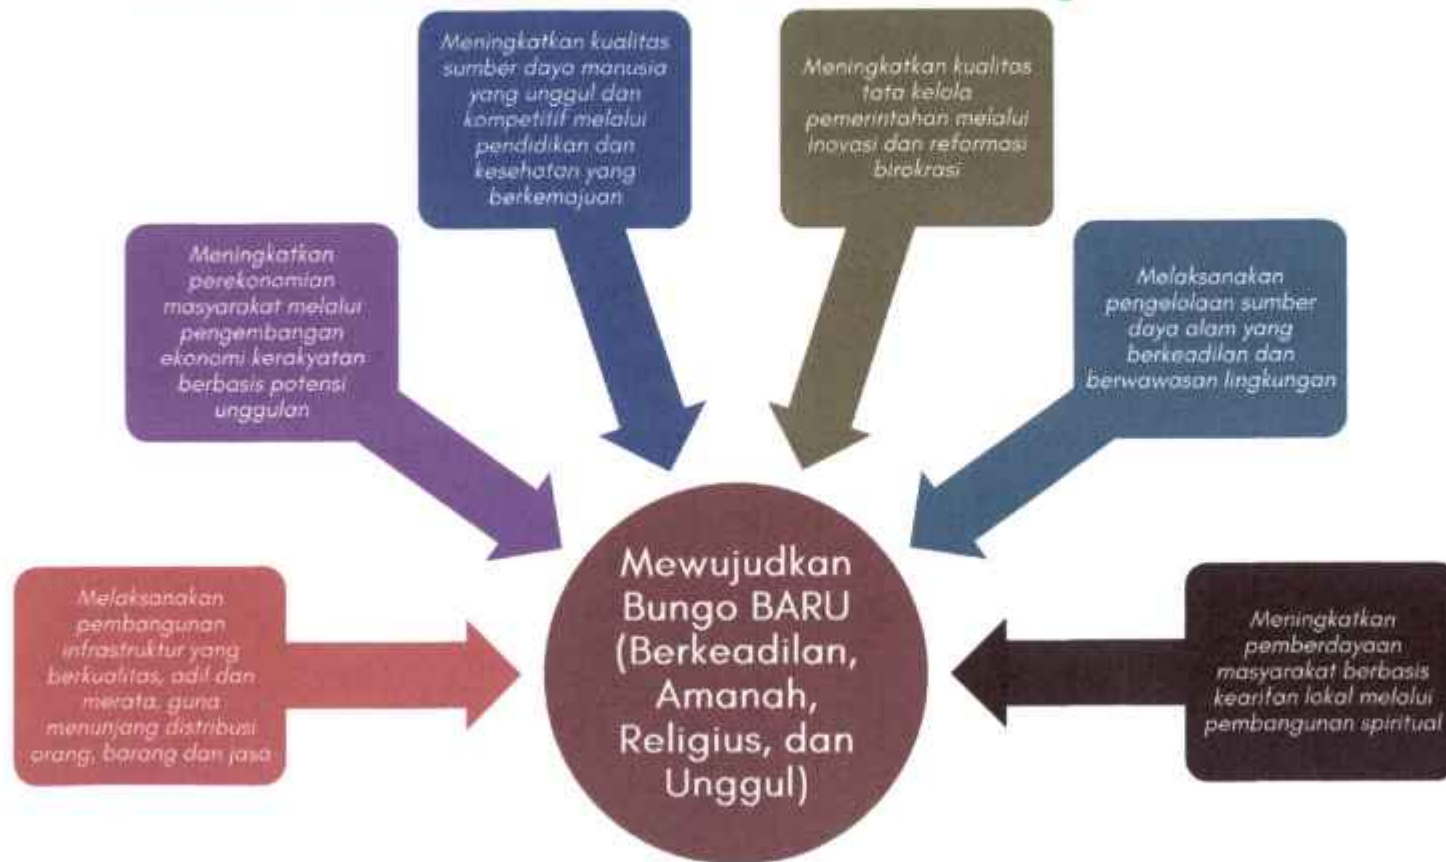 Meningkatkan kualitas
sumber daya manusia
yang unggul dan
kompetitif melalui
pendidikan dan
kesehatan yang
berkemajuan
Meningkatkan kualitas
tata kelola
pemerintahan melalui
inovasi dan reformasi
birokrasi
Meningkatkan
perekonomian
masyarakat melalui
pengembangan
ekonomi kerakyatan
berbasis potensi
unggulan
Melaksanakan
pengelolaan sumber
daya alam yang
berkeadilan dan
berwawasan lingkungan
Melaksanakan
pembangunan
infrastruktur yang
berkualitas, adil dan
merata, guna
menunjang distribusi
orang, barang dan jasa
Mewujudkan
Bungo BARU
(Berkeadilan,
Amanah,
Religius, dan
Unggul)
Meningkatkan
pemberdayaan
masyarakat berbasis
kearifan lokal melalui
pembangunan spiritual